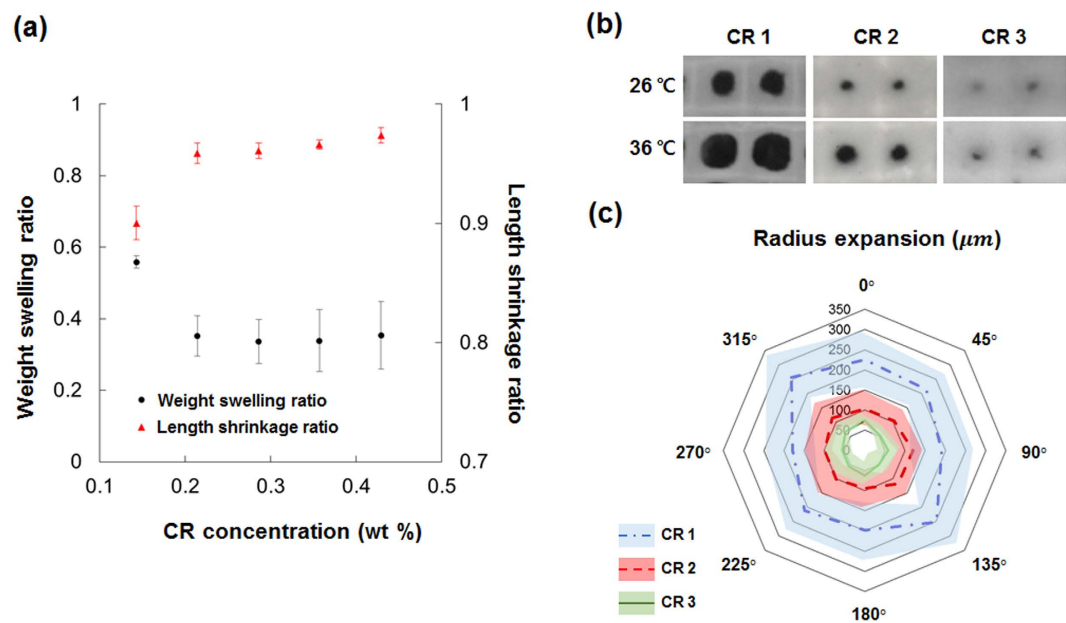 (a)
1
0.8
0.6
0.4
0.2
0
0.1
0.2
0.3
0.4
0.5
1
0.9
0.8
0.7
Weight swelling ratio
Length shrinkage ratio
CR concentration (wt %)
Weight swelling ratio
Length shrinkage ratio
(b)
CR 1
CR 2
CR 3
26 ℃
36 ℃
(c)
Radius expansion (μm)
0°
45°
90°
135°
180°
225°
270°
315°
350
300
250
200
150
100
50
0
CR 1
CR 2
CR 3